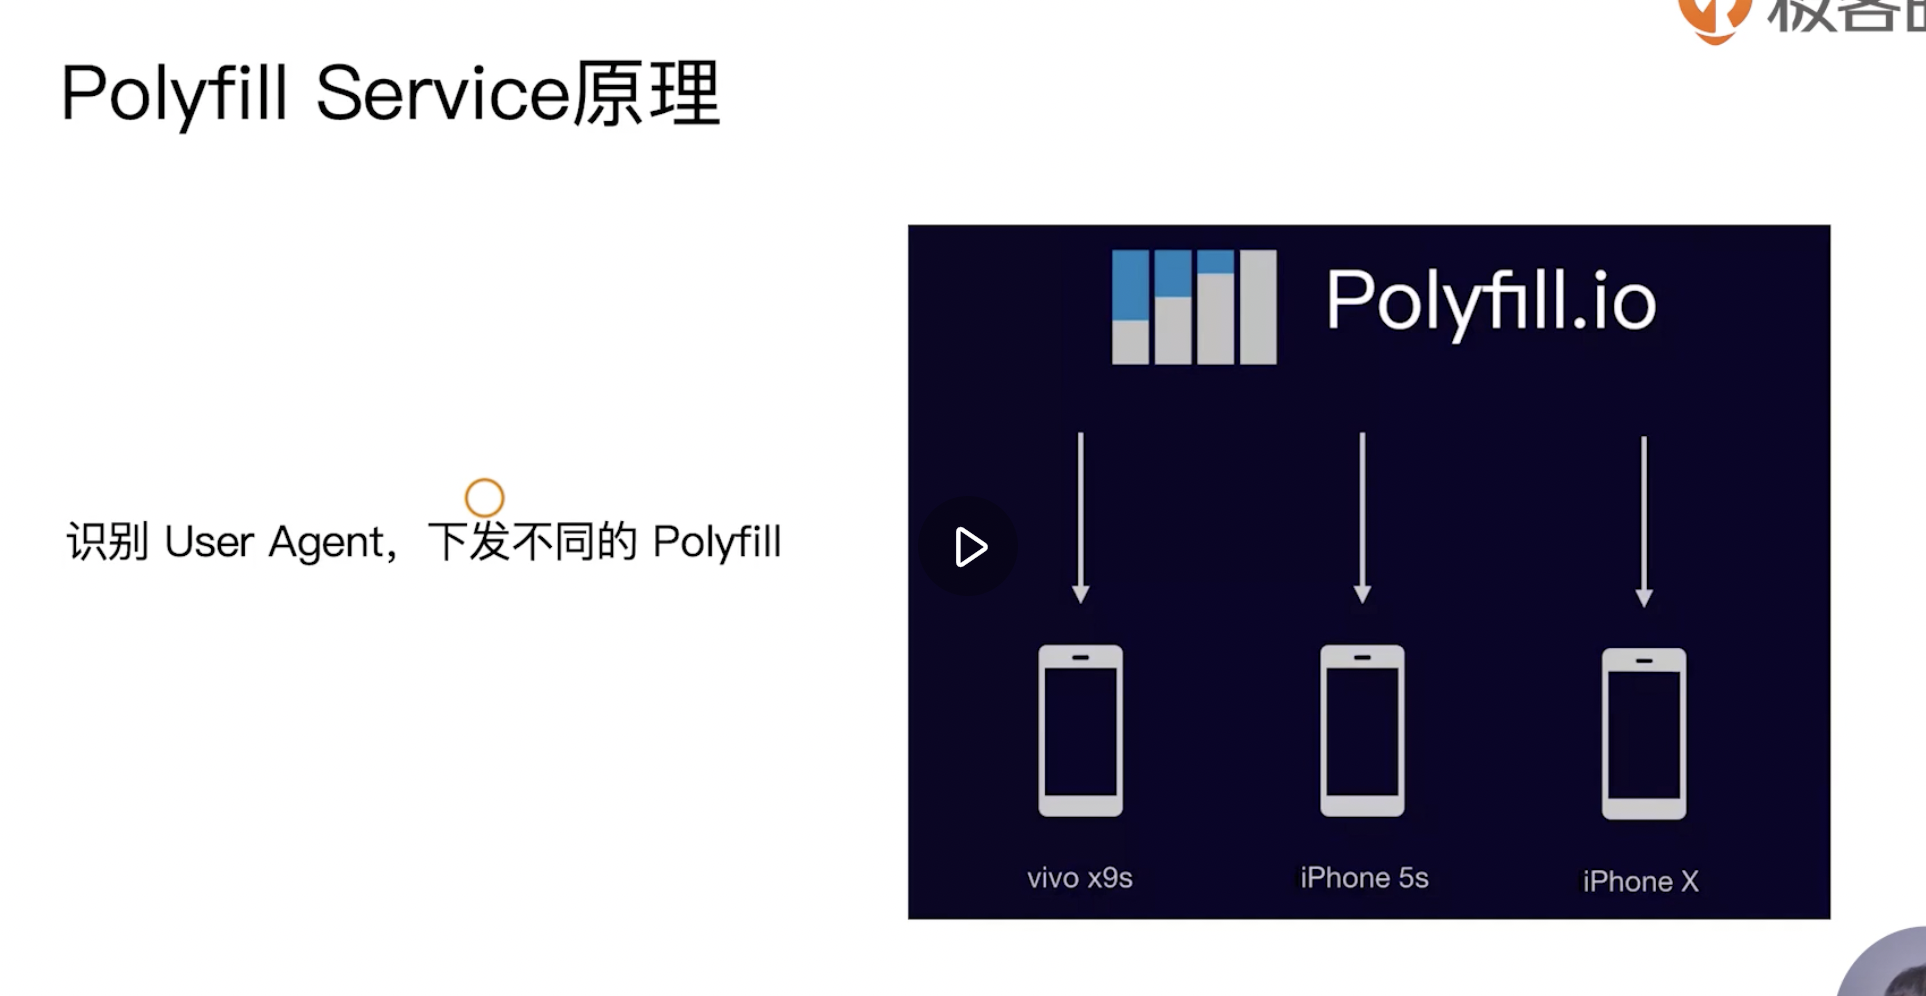 Polyfill Service原理
识别 User Agent，下发不同的 Polyfill
Polyfill.io
vivo x9s
iPhone 5s
iPhone X